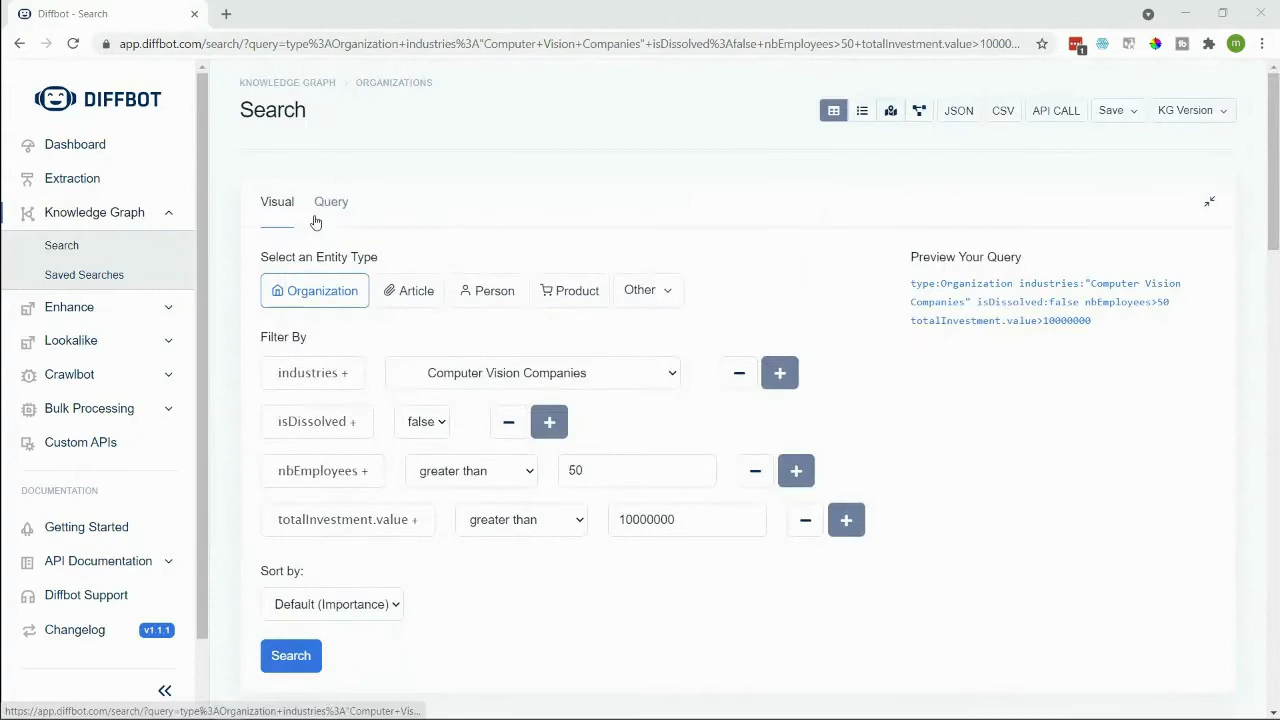 Diffbot - Search
app.diffbot.com/search/?query=type%3AOrganization+industries%3A"Computer+Vision+Companies"+isDissolved%3Afalse+nbEmployees>50+totalInvestment.value>10000...
1
m
DIFFBOT
Dashboard
Extraction
Knowledge Graph
Search
Saved Searches
Enhance
Lookalike
Crawlbot
Bulk Processing
Custom APIs
DOCUMENTATION
Getting Started
API Documentation
Diffbot Support
Changelog v1.1.1
KNOWLEDGE GRAPH > ORGANIZATIONS
Search
JSON CSV API CALL Save KG Version
Visual Query
Select an Entity Type
Organization Article Person Product Other
Filter By
industries + Computer Vision Companies
isDissolved + false
nbEmployees + greater than 50
totalInvestment.value + greater than 10000000
Sort by:
Default (Importance)
Search
Preview Your Query
type:Organization industries:"Computer Vision
Companies" isDissolved:false nbEmployees>50
totalInvestment.value>10000000
https://app.diffbot.com/search/?query=type%3AOrganization+industries%3A"Computer+Vis...